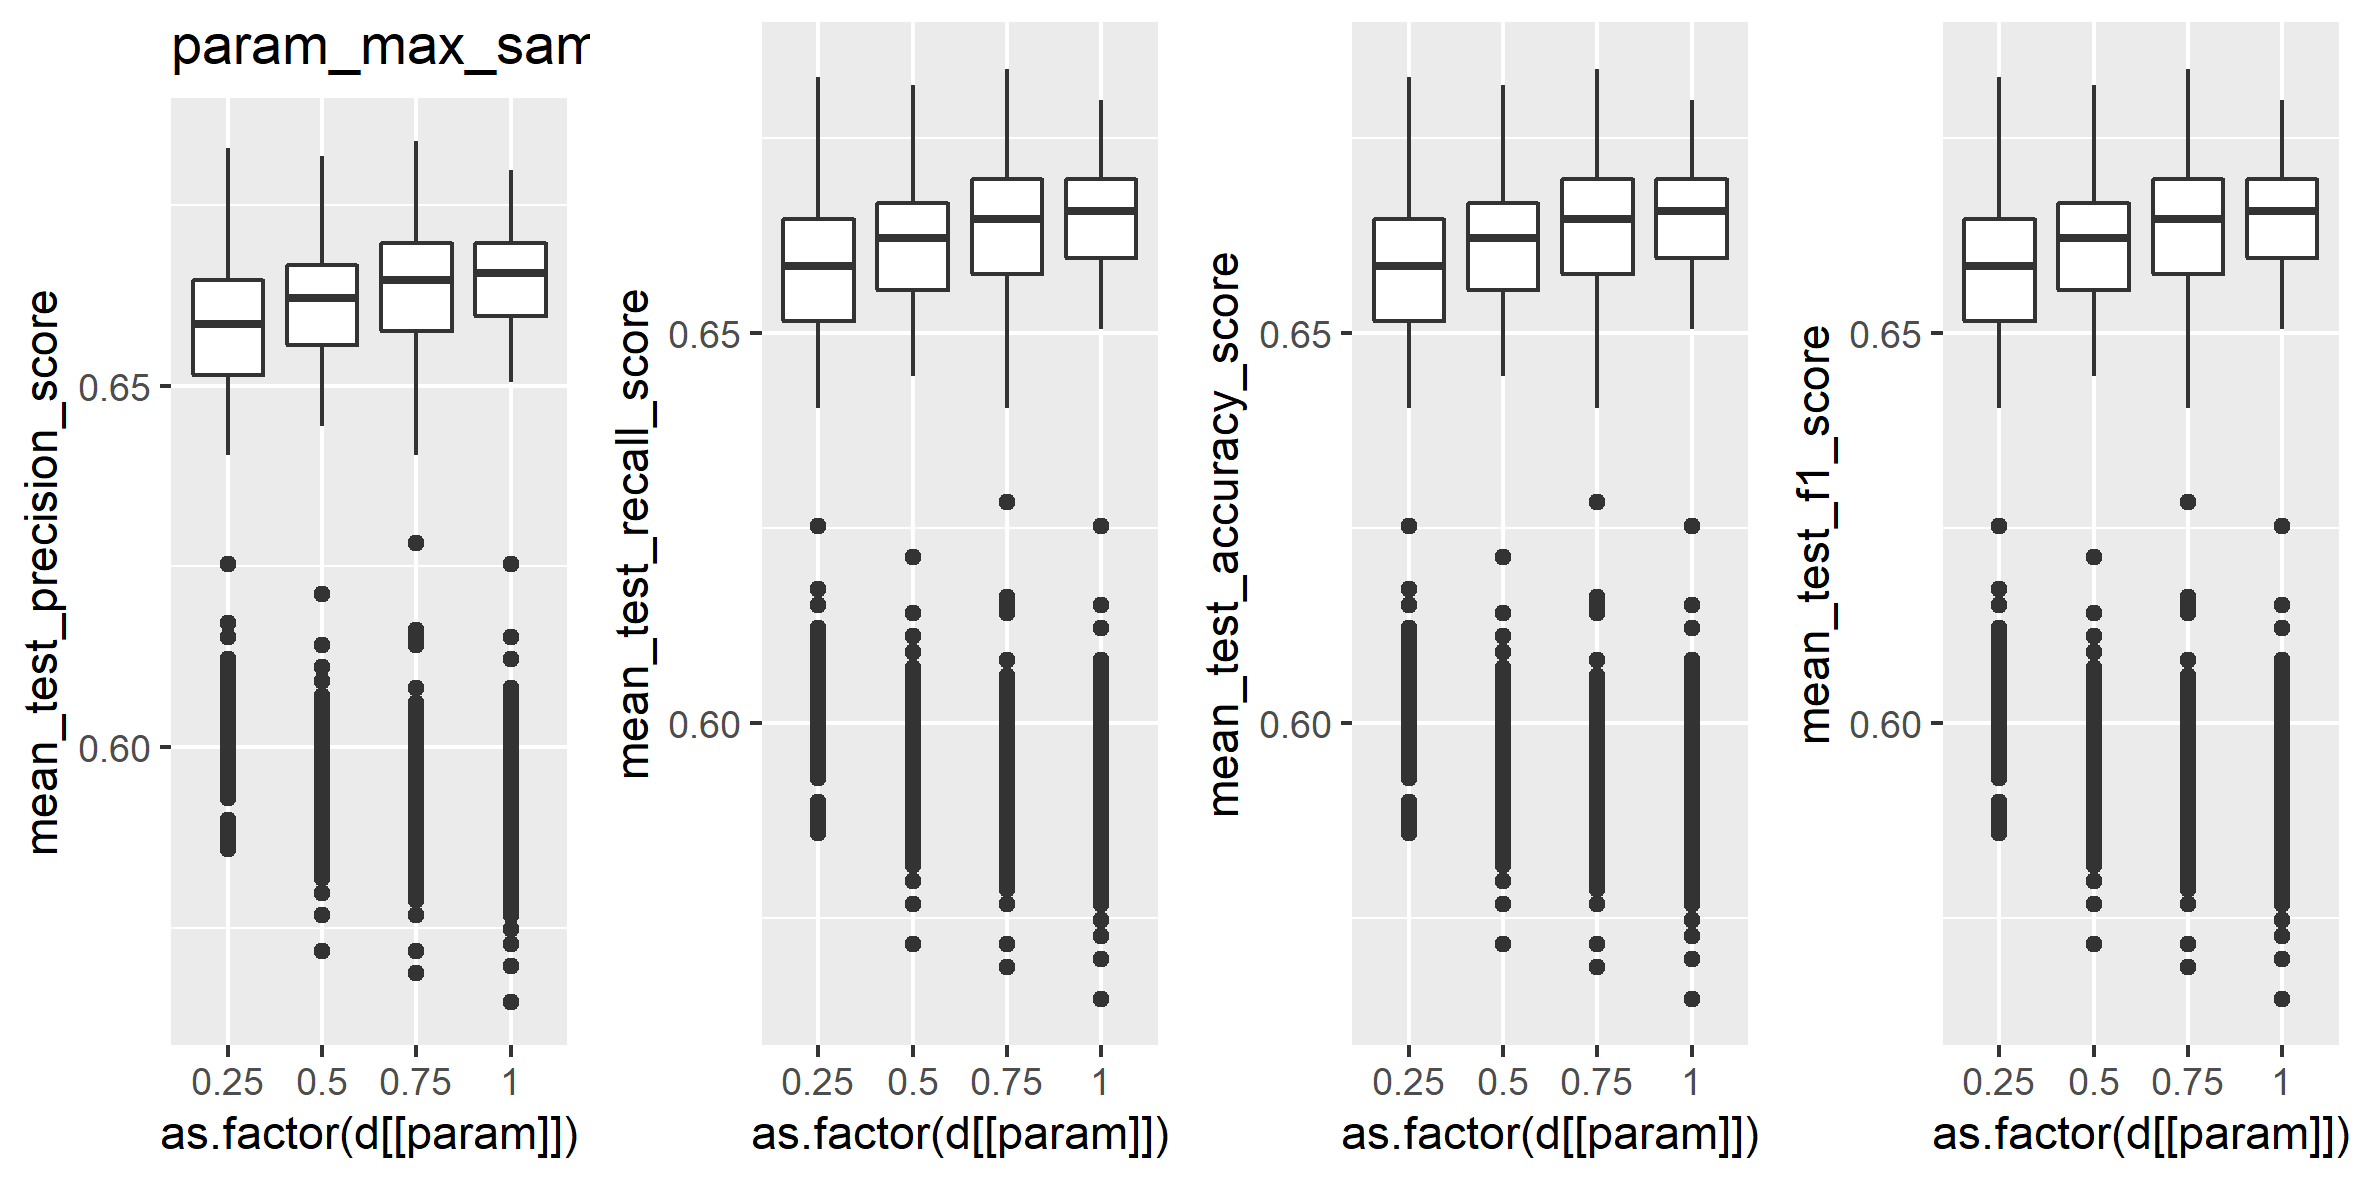 param_max_sam
mean_test_precision_score
0.65
0.60
0.25 0.5 0.75 1
as.factor(d[[param]])
mean_test_recall_score
0.65
0.60
0.25 0.5 0.75 1
as.factor(d[[param]])
mean_test_accuracy_score
0.65
0.60
0.25 0.5 0.75 1
as.factor(d[[param]])
mean_test_f1_score
0.65
0.60
0.25 0.5 0.75 1
as.factor(d[[param]])